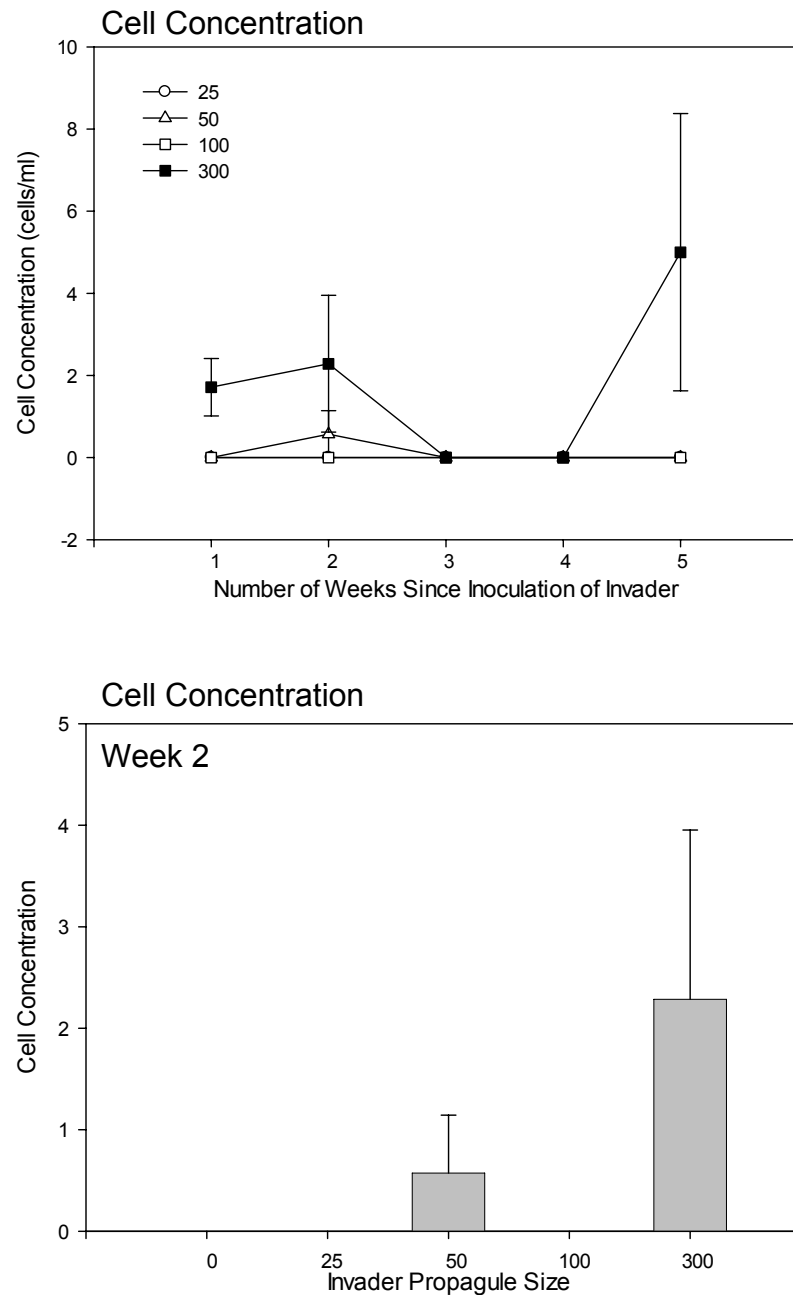 Cell Concentration
10
8
6
4
2
0
-2
Cell Concentration (cells/ml)
25
50
100
300
1 2 3 4 5
Number of Weeks Since Inoculation of Invader
Cell Concentration
Week 2
5
4
3
2
1
0
Cell Concentration
0 25 50 100 300
Invader Propagule Size